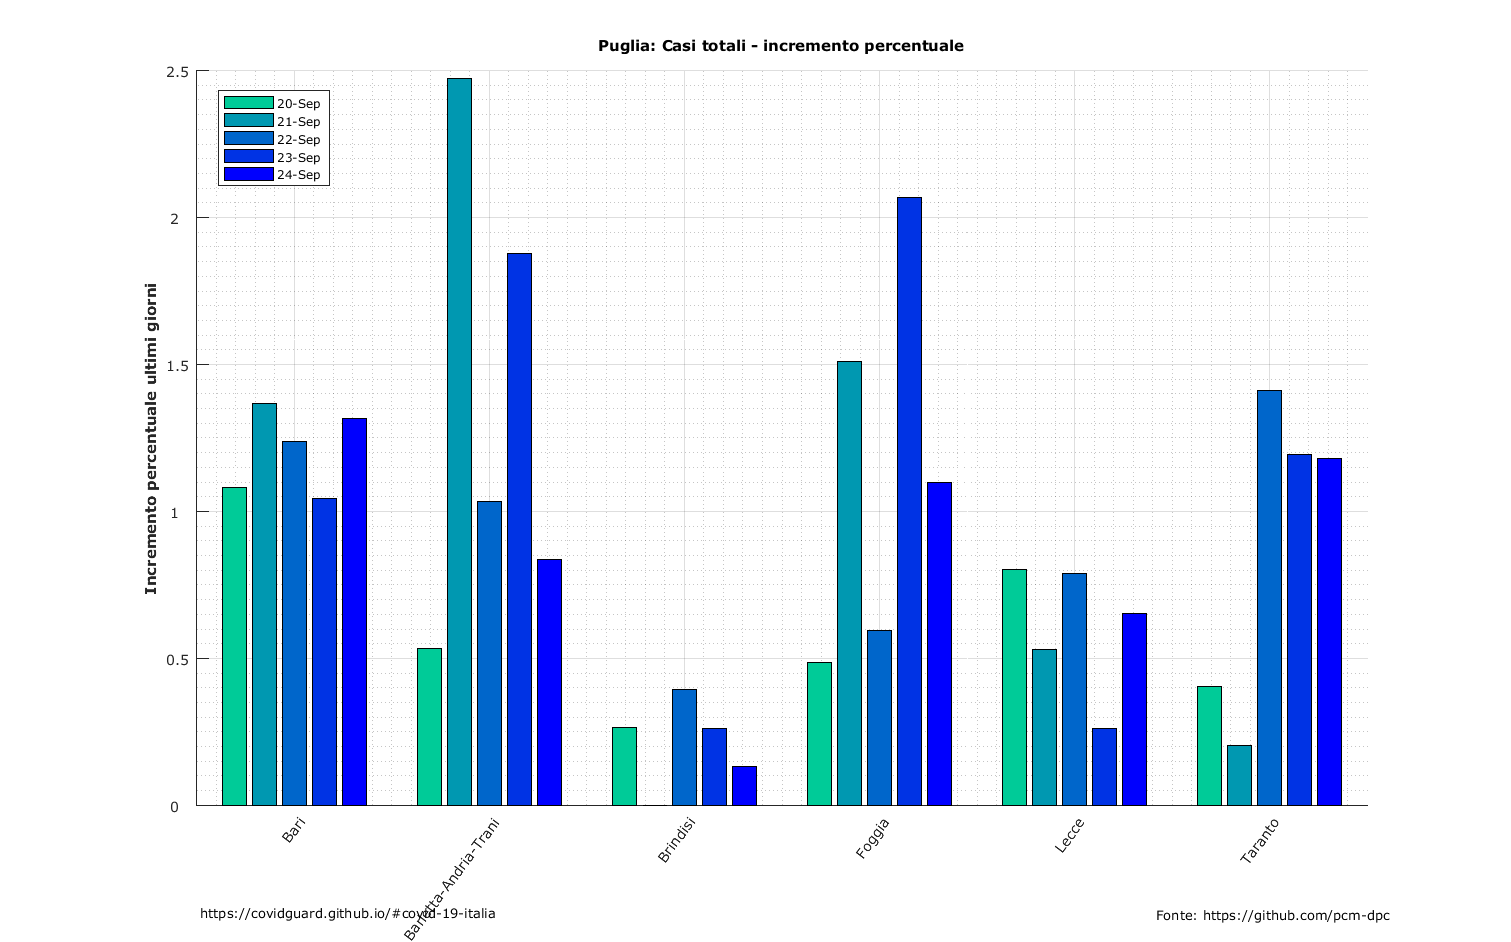 Puglia: Casi totali - incremento percentuale
Incremento percentuale ultimi giorni
2.5
2
1.5
1
0.5
0
20-Sep
21-Sep
22-Sep
23-Sep
24-Sep
Bari
Barletta-Andria-Trani
Brindisi
Foggia
Lecce
Taranto
https://covidguard.github.io/#covid-19-italia
Fonte: https://github.com/pcm-dpc